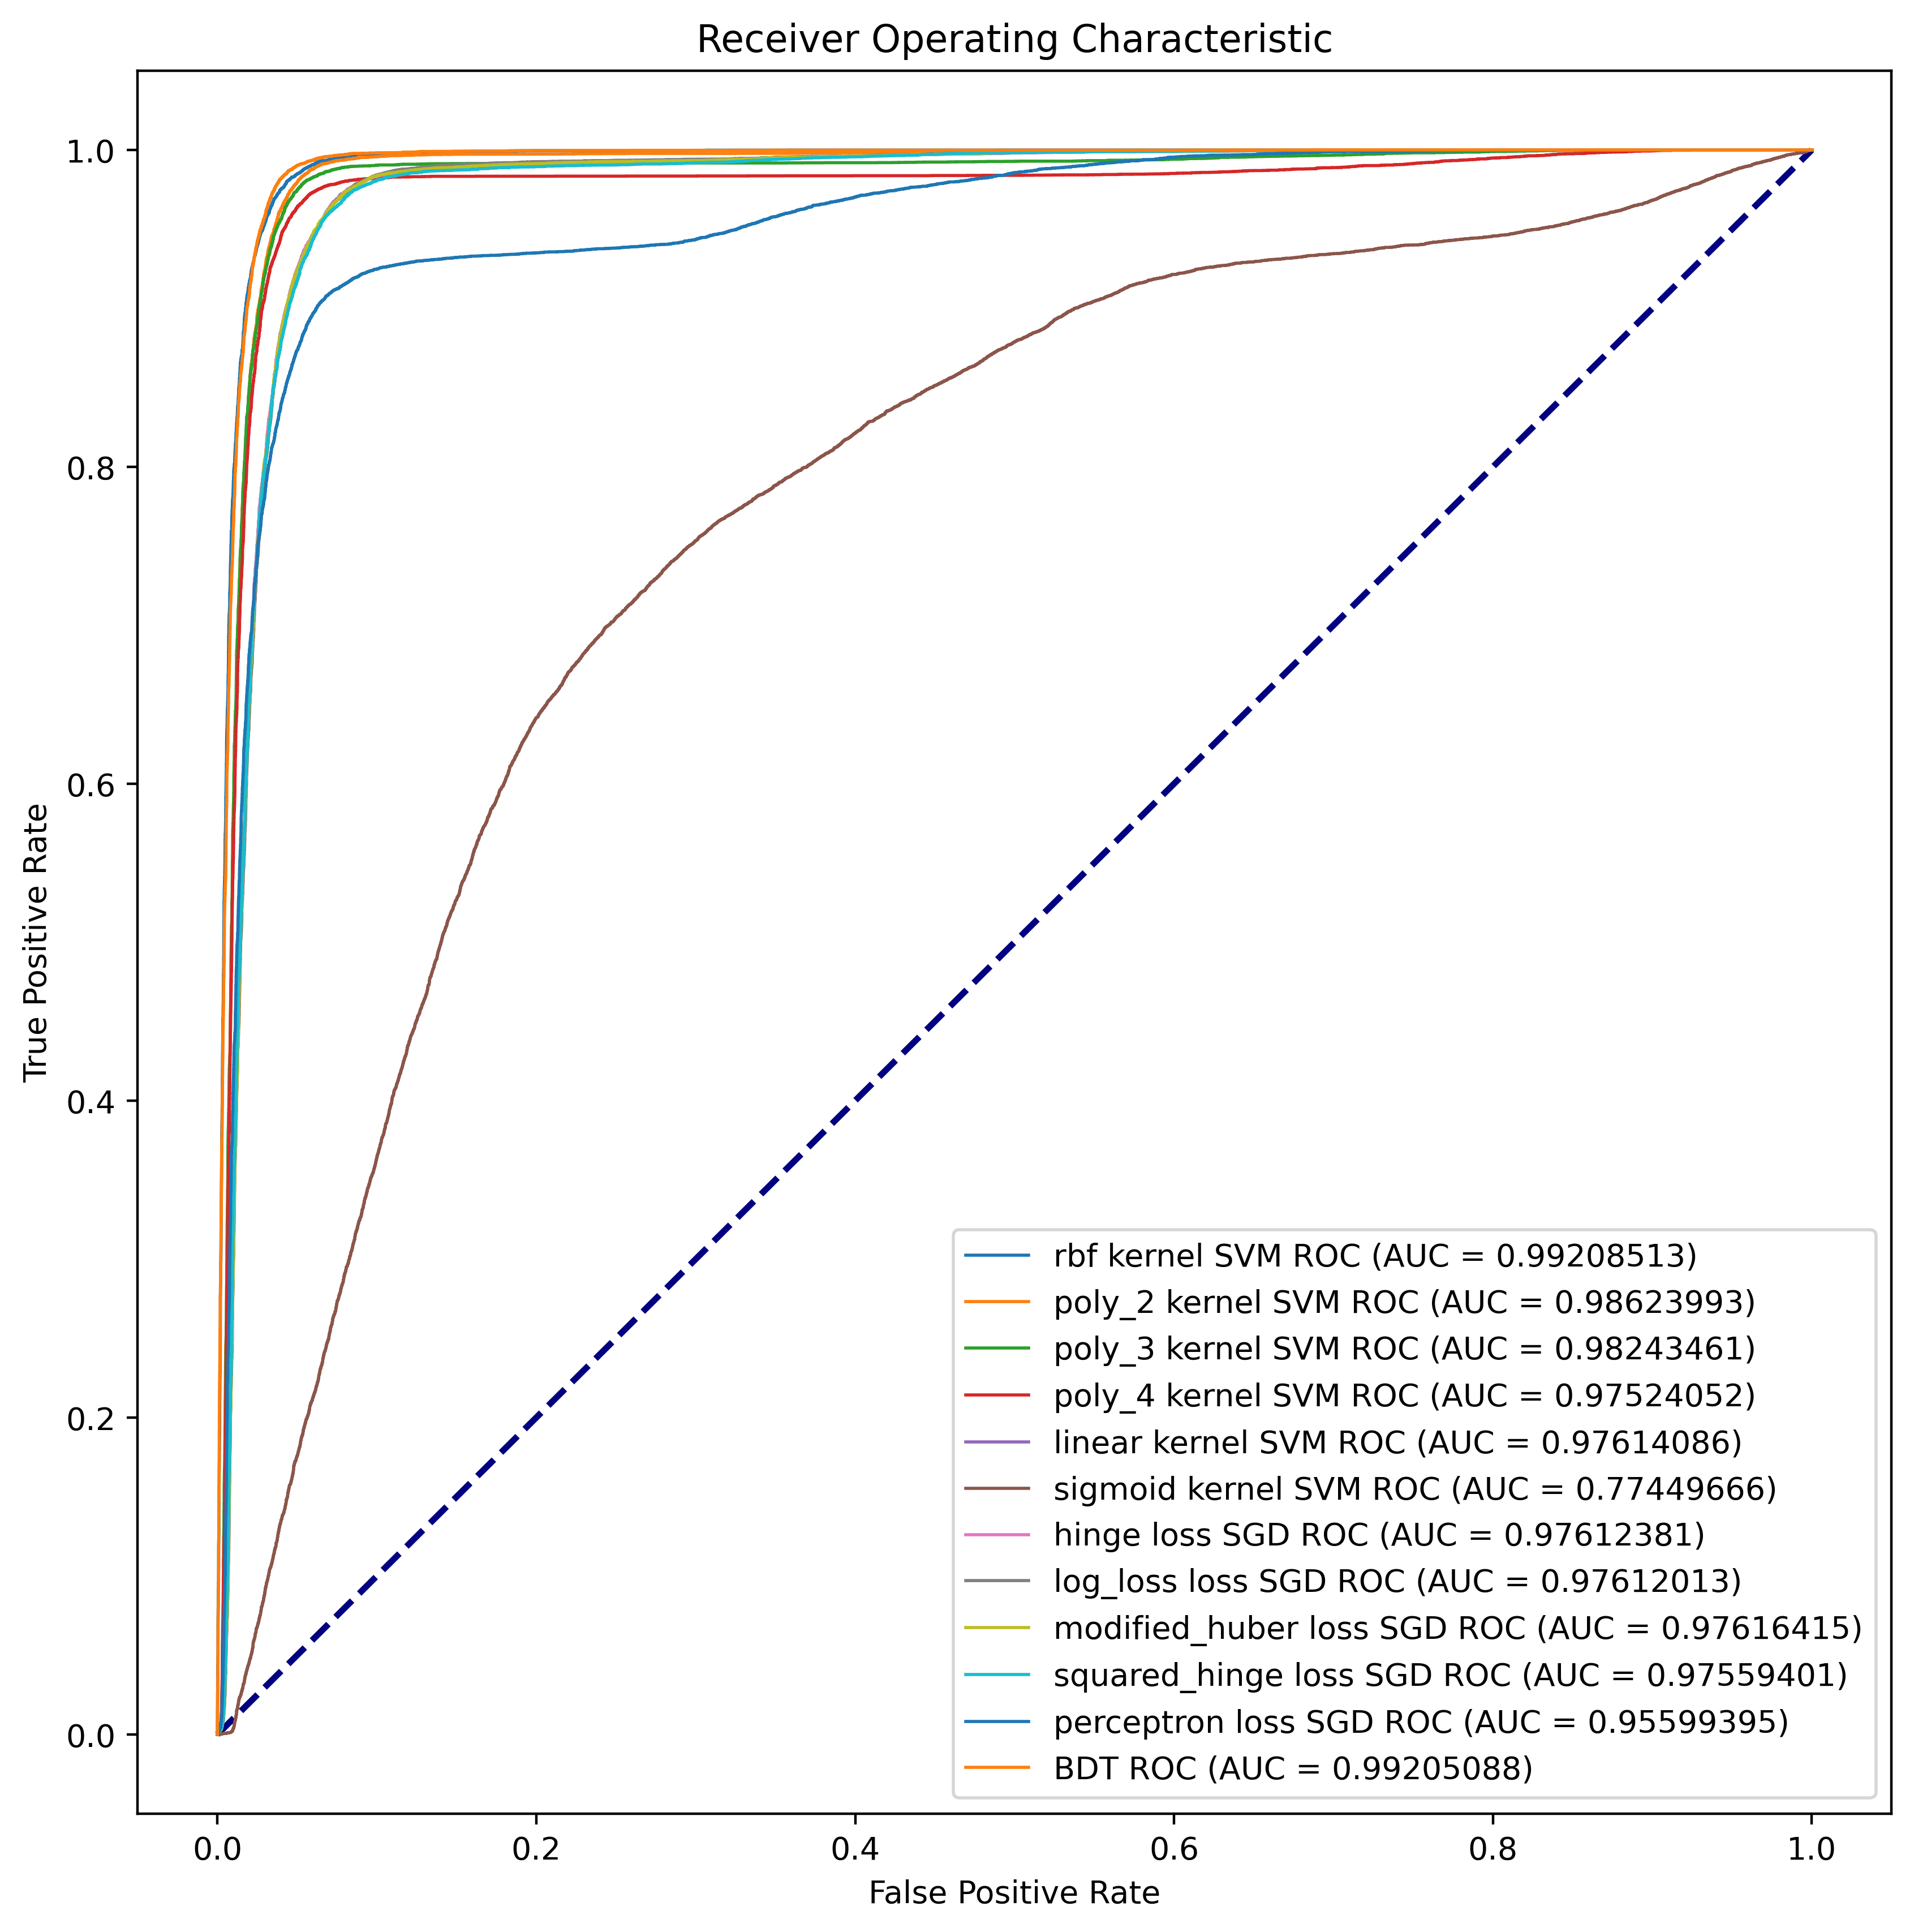 Receiver Operating Characteristic
1.0
0.8
0.6
0.4
0.2
0.0
True Positive Rate
rbf kernel SVM ROC (AUC = 0.99208513)
poly_2 kernel SVM ROC (AUC = 0.98623993)
poly_3 kernel SVM ROC (AUC = 0.98243461)
poly_4 kernel SVM ROC (AUC = 0.97524052)
linear kernel SVM ROC (AUC = 0.97614086)
sigmoid kernel SVM ROC (AUC = 0.77449666)
hinge loss SGD ROC (AUC = 0.97612381)
log_loss loss SGD ROC (AUC = 0.97612013)
modified_huber loss SGD ROC (AUC = 0.97616415)
squared_hinge loss SGD ROC (AUC = 0.97559401)
perceptron loss SGD ROC (AUC = 0.95599395)
BDT ROC (AUC = 0.99205088)
0.0 0.2 0.4 0.6 0.8 1.0
False Positive Rate